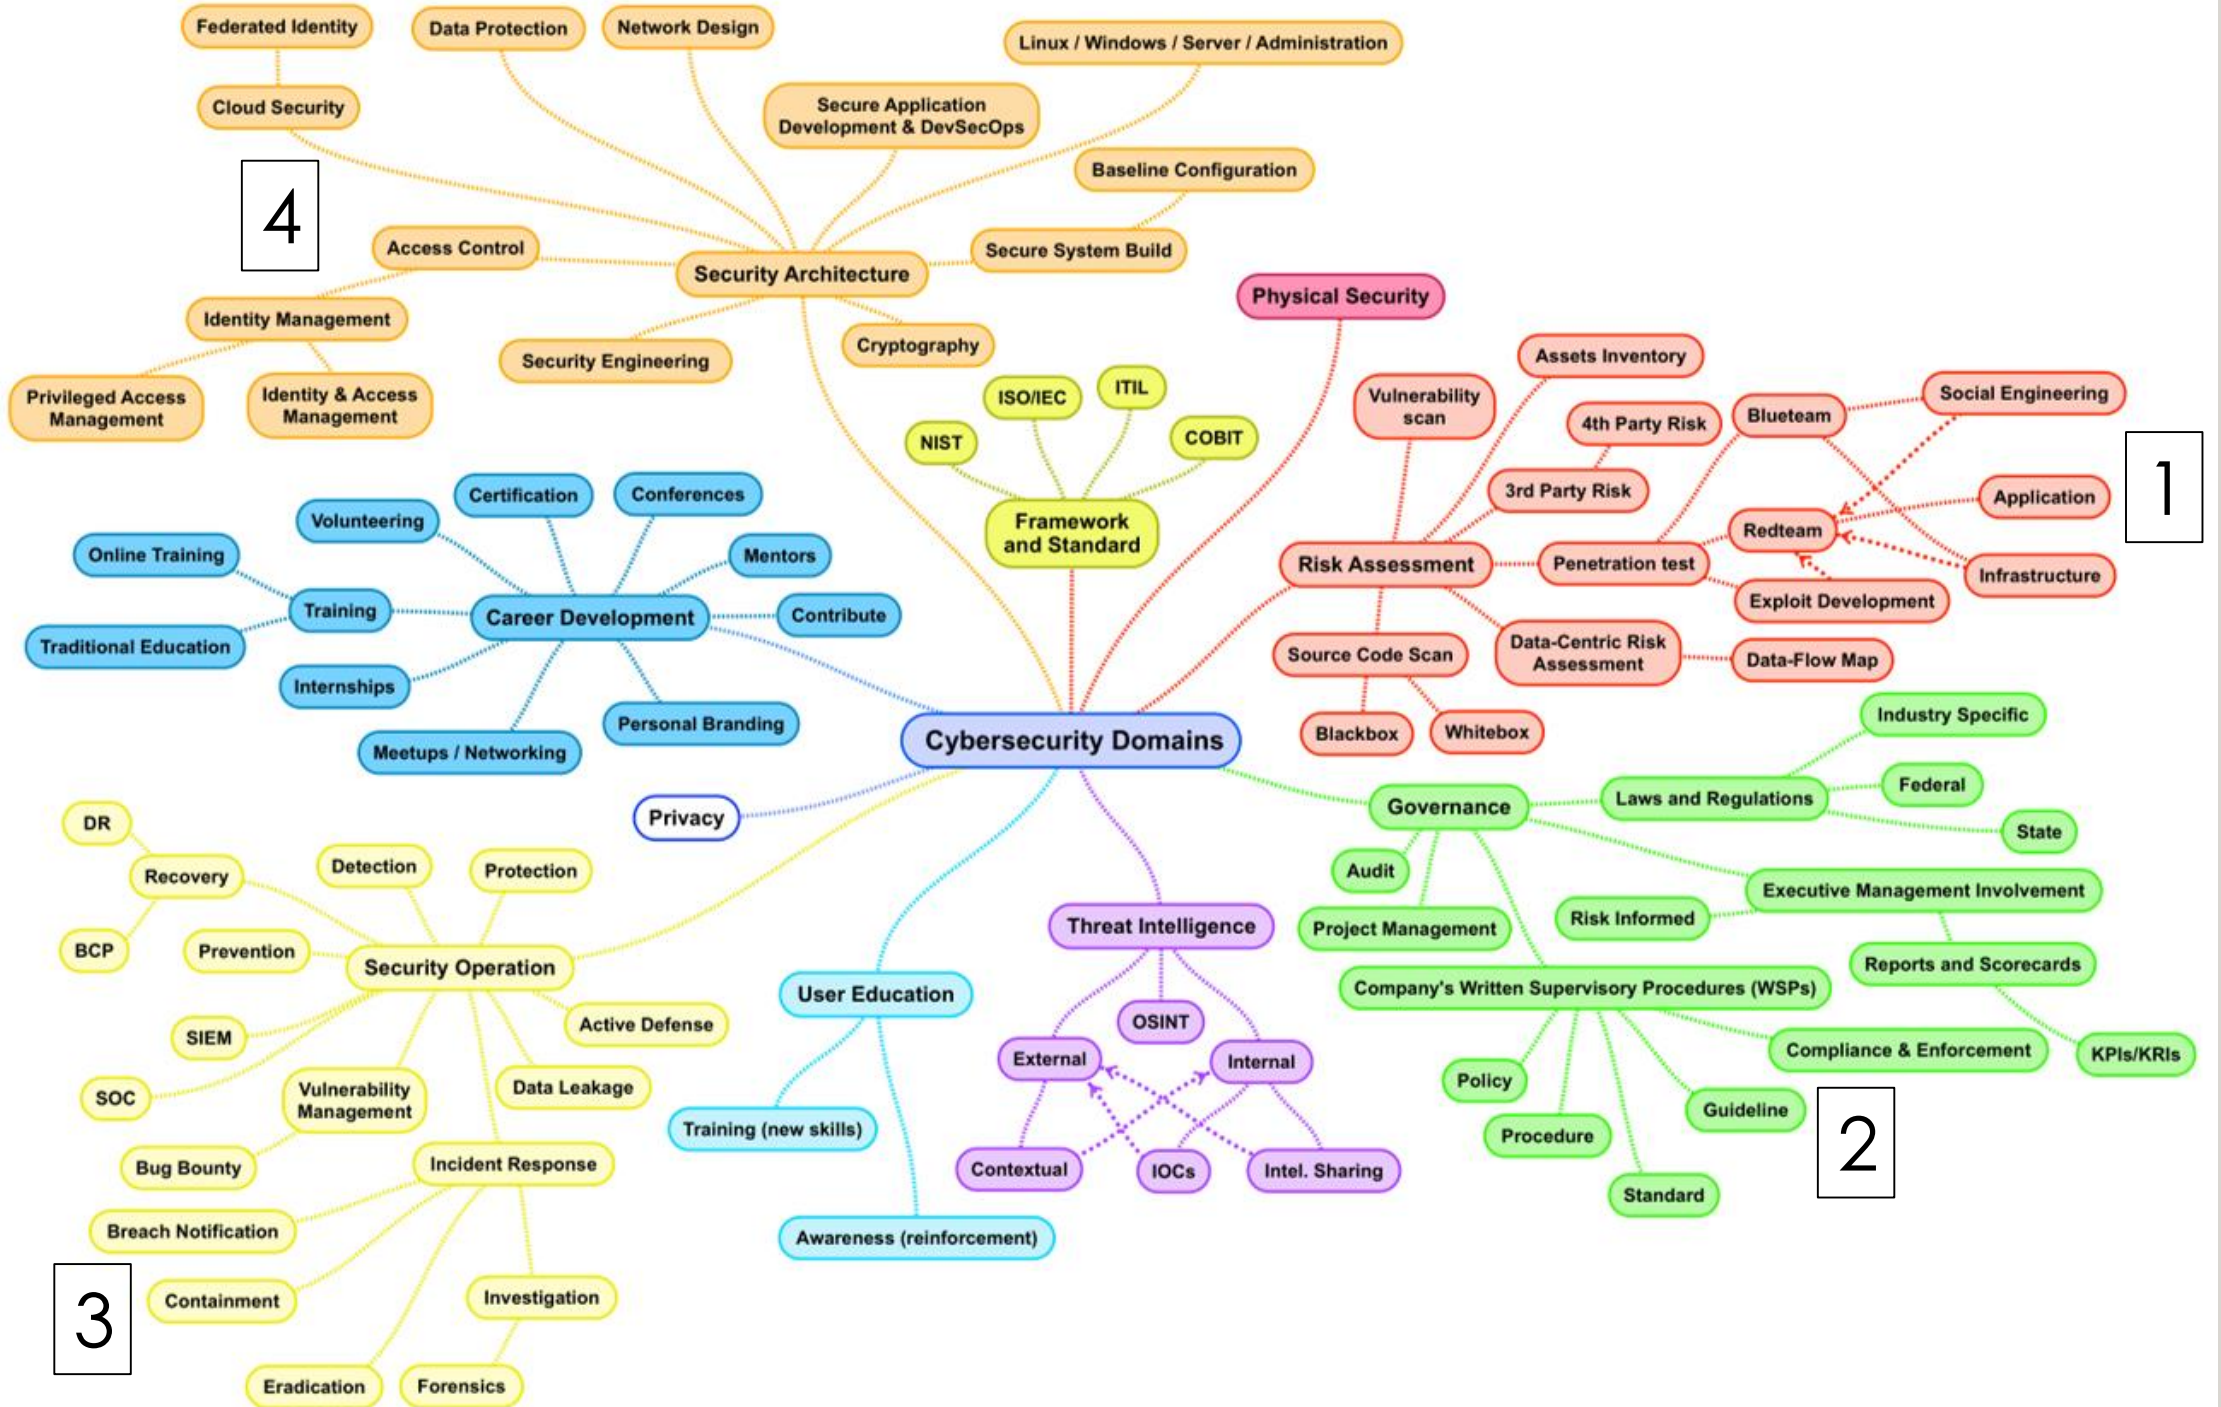 Federated Identity
Data Protection
Network Design
Linux / Windows / Server / Administration
Cloud Security
Secure Application
Development & DevSecOps
Baseline Configuration
4
Access Control
Security Architecture
Secure System Build
Identity Management
Security Engineering
Cryptography
Privileged Access
Management
Identity & Access
Management
Physical Security
NIST
ISO/IEC
ITIL
COBIT
Framework
and Standard
Assets Inventory
Vulnerability
scan
4th Party Risk
3rd Party Risk
Blueteam
Social Engineering
1
Application
Redteam
Risk Assessment
Penetration test
Infrastructure
Exploit Development
Source Code Scan
Data-Centric Risk
Assessment
Data-Flow Map
Blackbox
Whitebox
Certification
Conferences
Volunteering
Online Training
Mentors
Training
Career Development
Contribute
Traditional Education
Internships
Personal Branding
Meetups / Networking
Cybersecurity Domains
Privacy
Industry Specific
Governance
Laws and Regulations
Federal
State
Audit
Executive Management Involvement
Project Management
Risk Informed
Reports and Scorecards
Company's Written Supervisory Procedures (WSPs)
Compliance & Enforcement
KPIs/KRIs
Policy
Guideline
Procedure
2
Standard
DR
Recovery
Detection
Protection
BCP
Prevention
Security Operation
SIEM
Active Defense
SOC
Vulnerability
Management
Data Leakage
Bug Bounty
Incident Response
Breach Notification
Containment
Investigation
3
Eradication
Forensics
User Education
Training (new skills)
Awareness (reinforcement)
Threat Intelligence
OSINT
External
Internal
Contextual
IOCs
Intel. Sharing